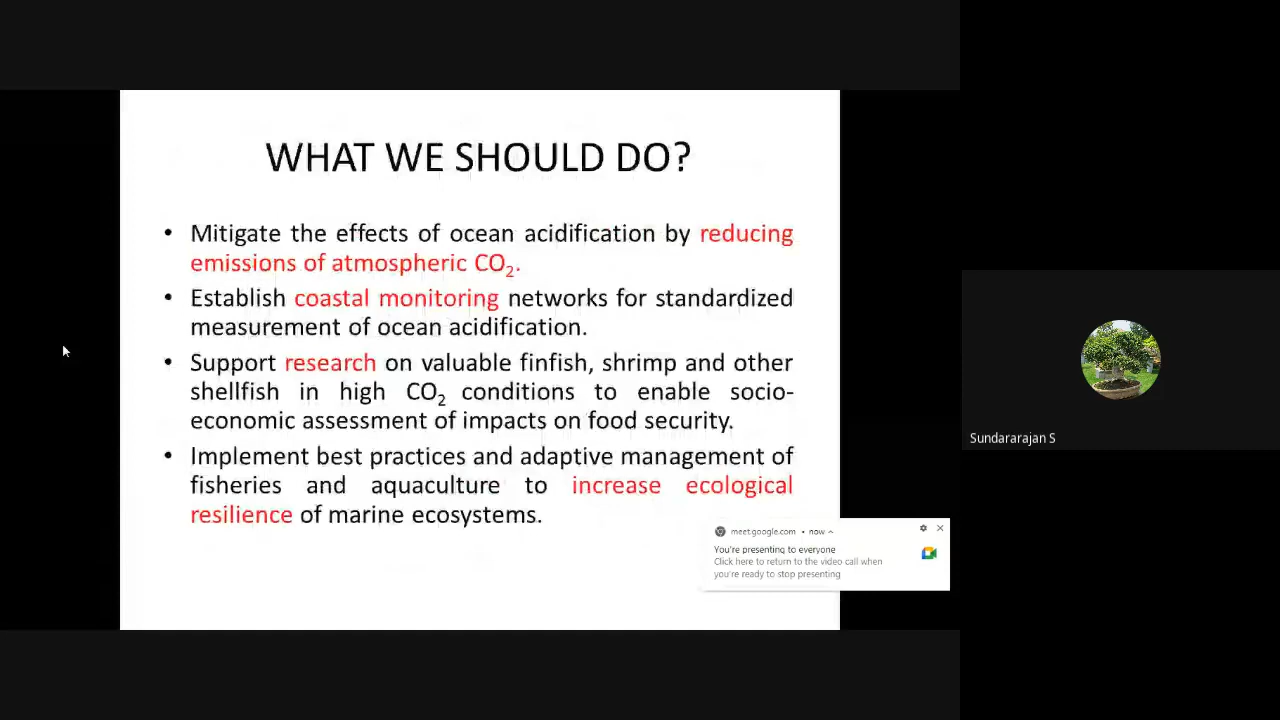 WHAT WE SHOULD DO?
• Mitigate the effects of ocean acidification by reducing
emissions of atmospheric CO₂.
• Establish coastal monitoring networks for standardized
measurement of ocean acidification.
• Support research on valuable finfish, shrimp and other
shellfish in high CO₂ conditions to enable socio-
economic assessment of impacts on food security.
• Implement best practices and adaptive management of
fisheries and aquaculture to increase ecological
resilience of marine ecosystems.
meet.google.com • now
You're presenting to everyone
Click here to return to the video call when
you're ready to stop presenting
Sundararajan S